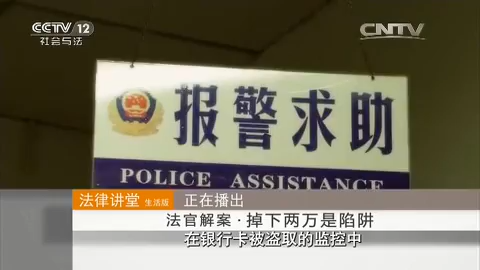 CCTV 12
社会与法
CNTV
报警求助
POLICE ASSISTANCE
法律讲堂 生活版
正在播出
法官解案·掉下两万是陷阱
在银行卡被盗取的监控中